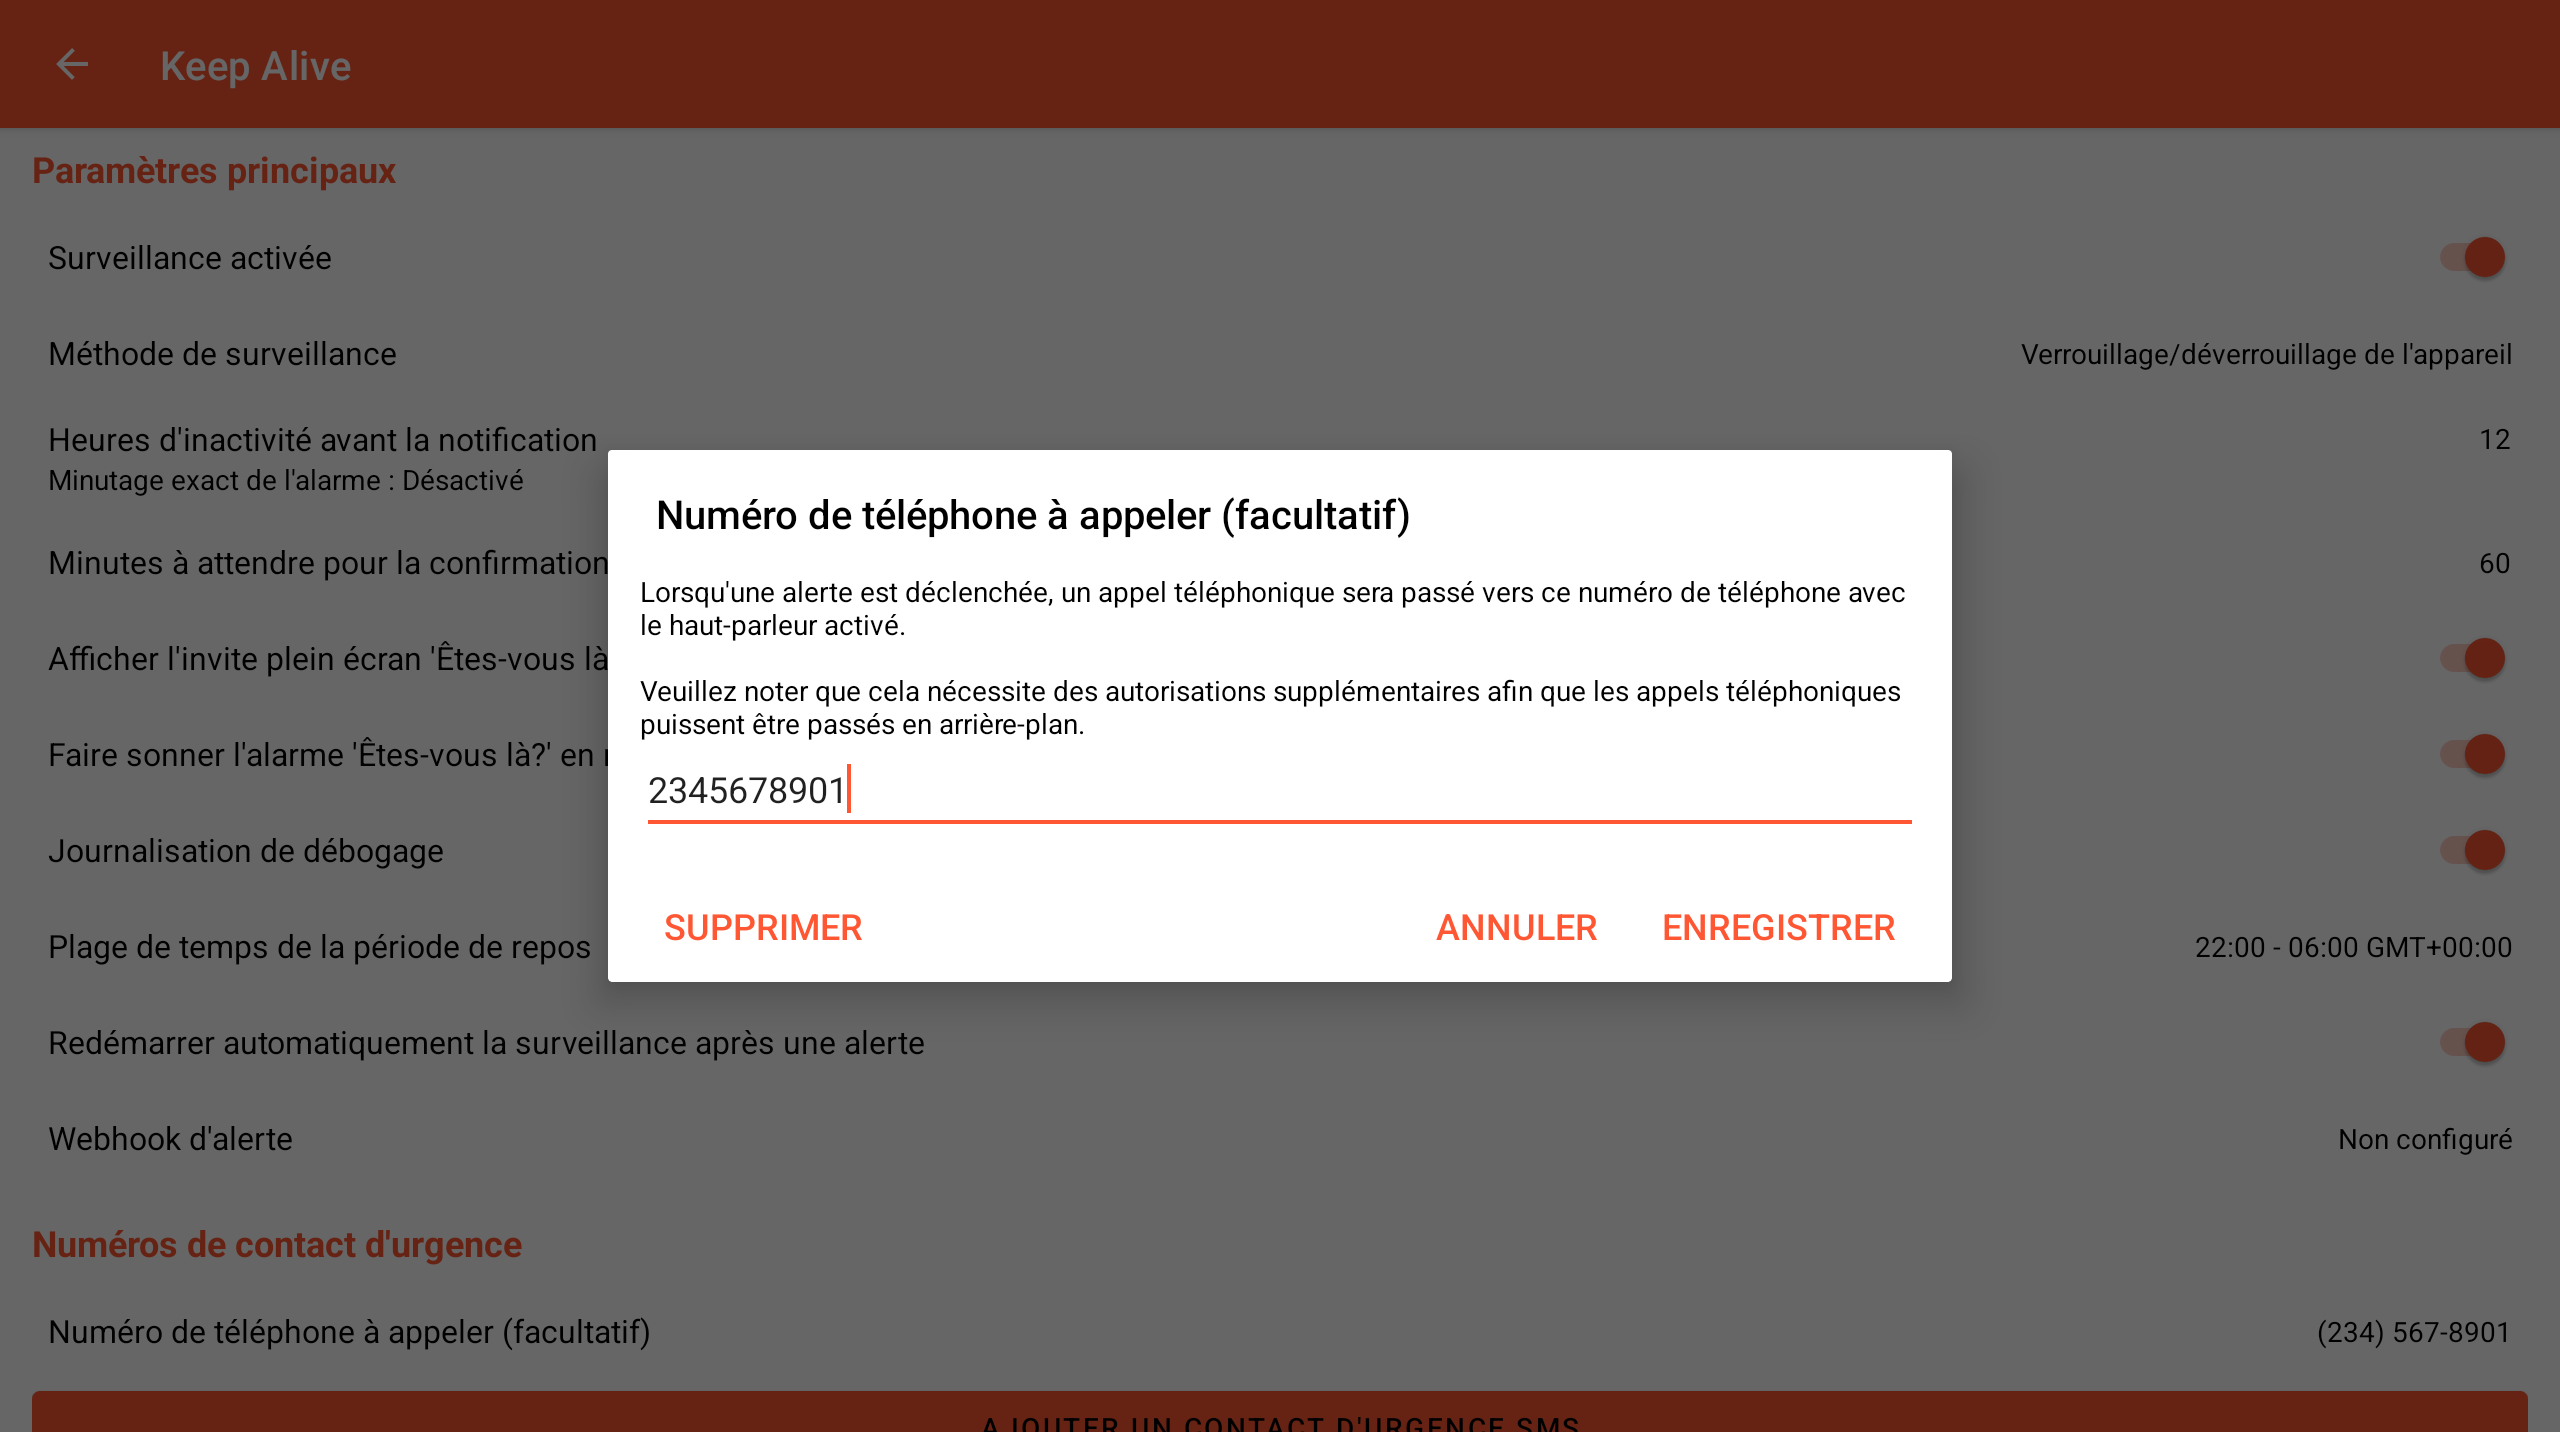 Keep Alive
Paramètres principaux
Surveillance activée
Méthode de surveillance
Verrouillage/déverrouillage de l'appareil
Heures d'inactivité avant la notification
12
Minutage exact de l'alarme : Désactivé
Minutes à attendre pour la confirmation
60
Afficher l'invite plein écran 'Êtes-vous là
Faire sonner l'alarme 'Êtes-vous là?' en
Journalisation de débogage
Plage de temps de la période de repos
22:00 - 06:00 GMT+00:00
Redémarrer automatiquement la surveillance après une alerte
Webhook d'alerte
Non configuré
Numéros de contact d'urgence
Numéro de téléphone à appeler (facultatif)
(234) 567-8901
AJOUTER UN CONTACT D'URGENCE SMS
Numéro de téléphone à appeler (facultatif)
Lorsqu'une alerte est déclenchée, un appel téléphonique sera passé vers ce numéro de téléphone avec
le haut-parleur activé.
Veuillez noter que cela nécessite des autorisations supplémentaires afin que les appels téléphoniques
puissent être passés en arrière-plan.
2345678901
SUPPRIMER
ANNULER
ENREGISTRER